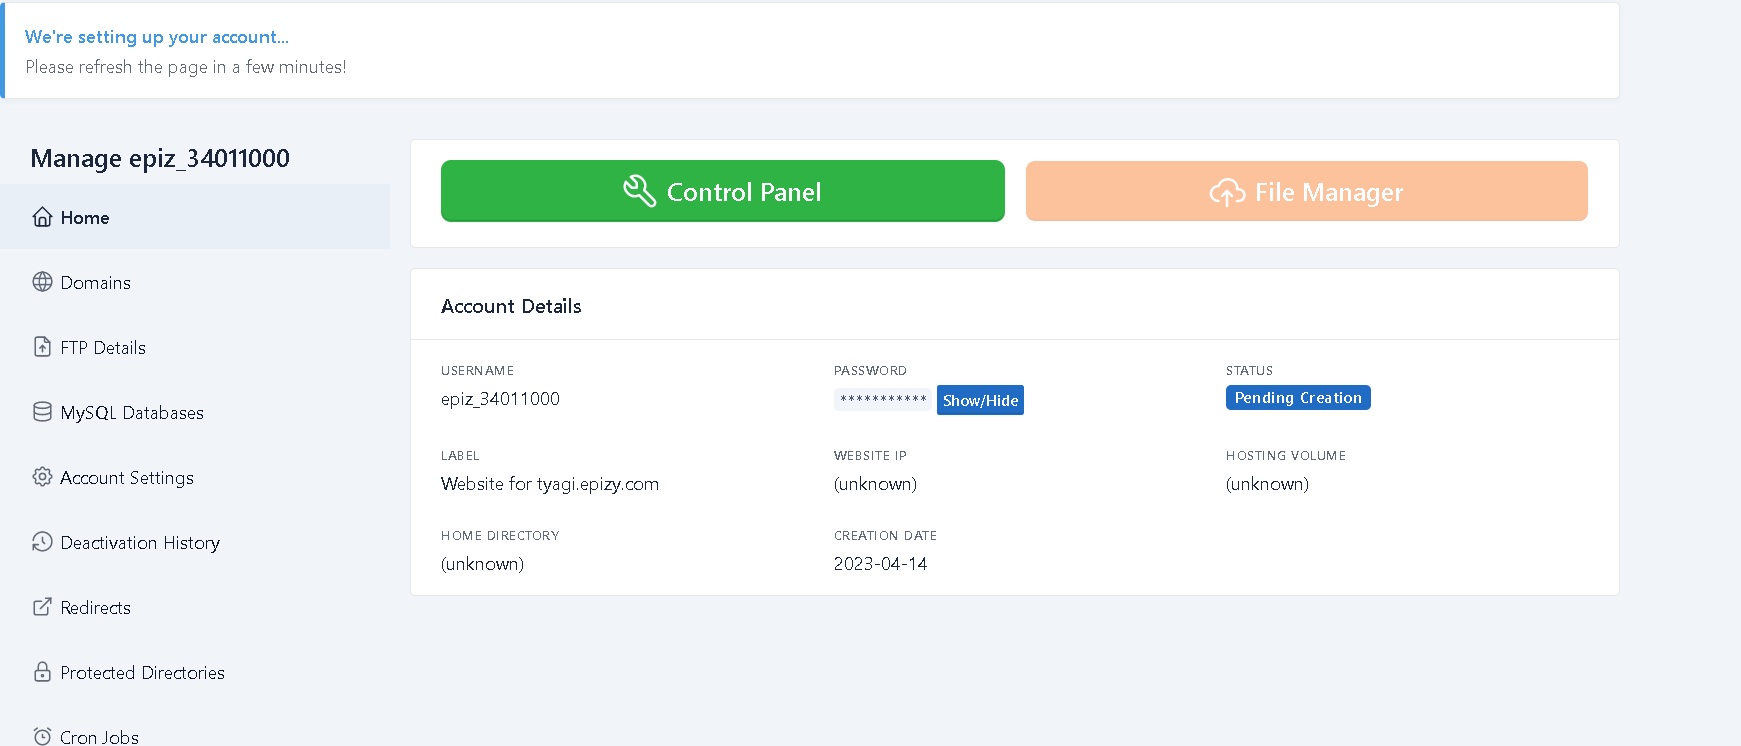 We're setting up your account...
Please refresh the page in a few minutes!
Manage epiz_34011000
Home
Domains
FTP Details
MySQL Databases
Account Settings
Deactivation History
Redirects
Protected Directories
Cron Jobs
Control Panel
File Manager
Account Details
USERNAME
epiz_34011000
PASSWORD
*********** Show/Hide
STATUS
Pending Creation
LABEL
Website for tyagi.epizy.com
WEBSITE IP
(unknown)
HOSTING VOLUME
(unknown)
HOME DIRECTORY
(unknown)
CREATION DATE
2023-04-14